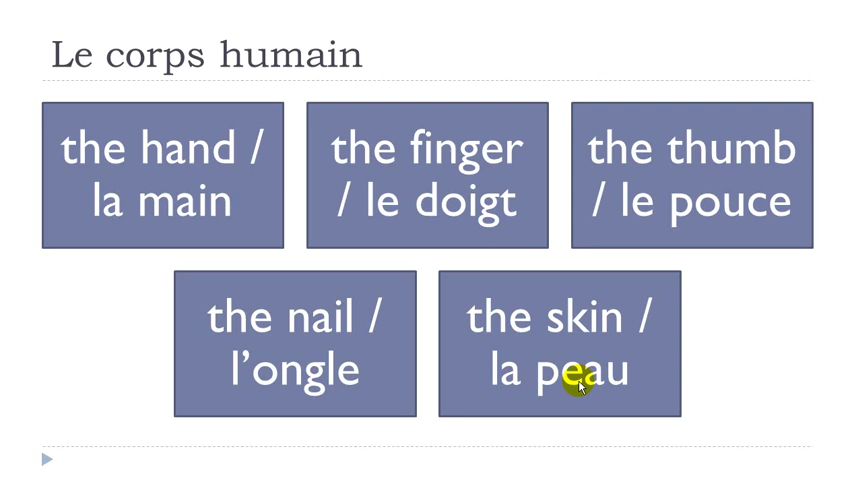 Le corps humain
the hand /
la main
the finger
/ le doigt
the thumb
/ le pouce
the nail /
l’ongle
the skin /
la peau